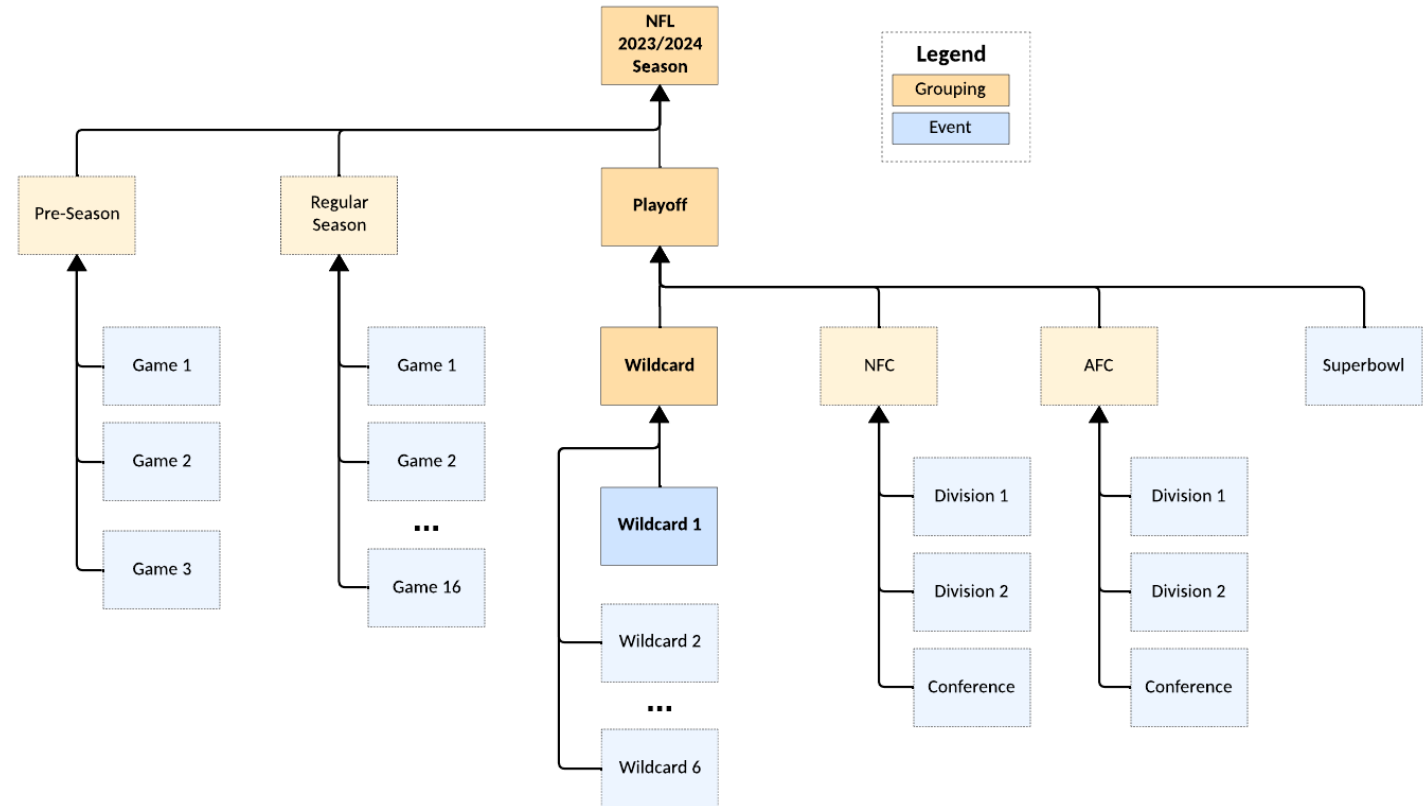 NFL
2023/2024
Season
Legend
Grouping
Event
Pre-Season
Regular
Season
Playoff
Game 1
Game 2
Game 3
Game 1
Game 2
...
Game 16
Wildcard
Wildcard 1
Wildcard 2
...
Wildcard 6
NFC
Division 1
Division 2
Conference
AFC
Division 1
Division 2
Conference
Superbowl